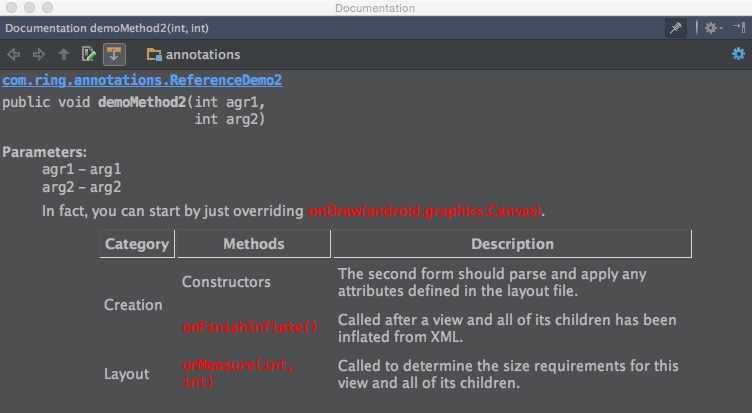 Documentation
Documentation demoMethod2(int, int)
annotations
com.ring.annotations.ReferenceDemo2
public void demoMethod2(int agr1,
int arg2)
Parameters:
agr1 – arg1
arg2 – arg2
In fact, you can start by just overriding onDraw(android.graphics.Canvas).
Category Methods Description
Creation
Constructors
The second form should parse and apply any
attributes defined in the layout file.
onFinishInflate()
Called after a view and all of its children has been
inflated from XML.
Layout
onMeasure(int,
int)
Called to determine the size requirements for this
view and all of its children.